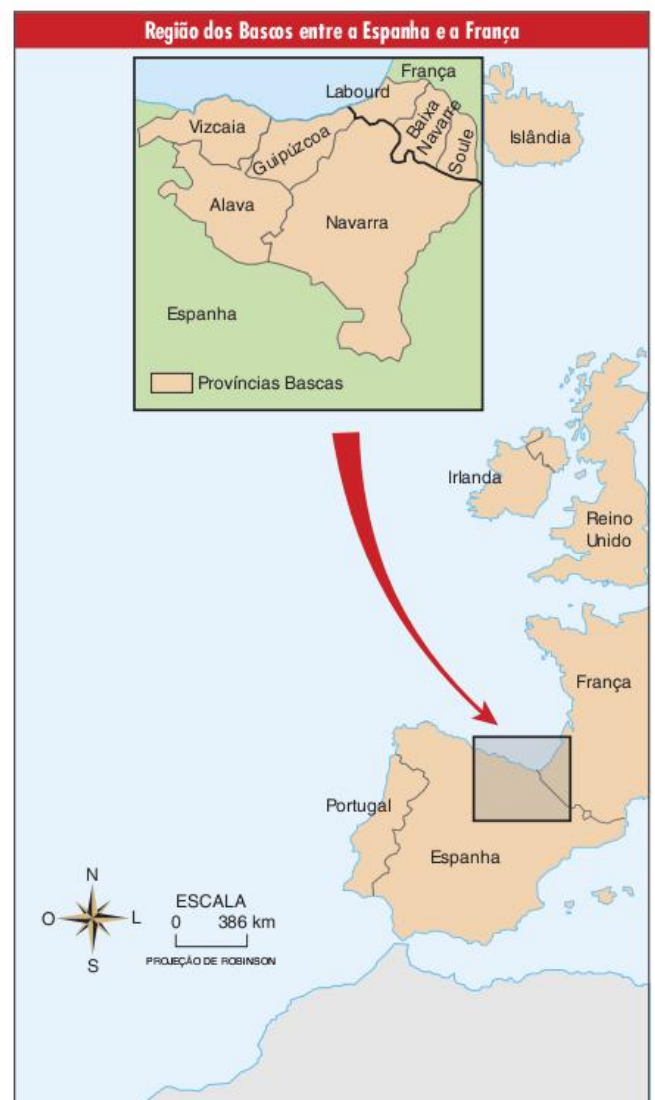 Região dos Bascos entre a Espanha e a França
França
Labourd
Islândia
Vizcaia
Guipúzcoa
Baixa
Navarre
Soule
Alava
Navarra
Espanha
Províncias Bascas
Irlanda
Reino
Unido
França
Portugal
Espanha
N
O
L
S
ESCALA
0 386 km
PROJEÇÃO DE ROBINSON